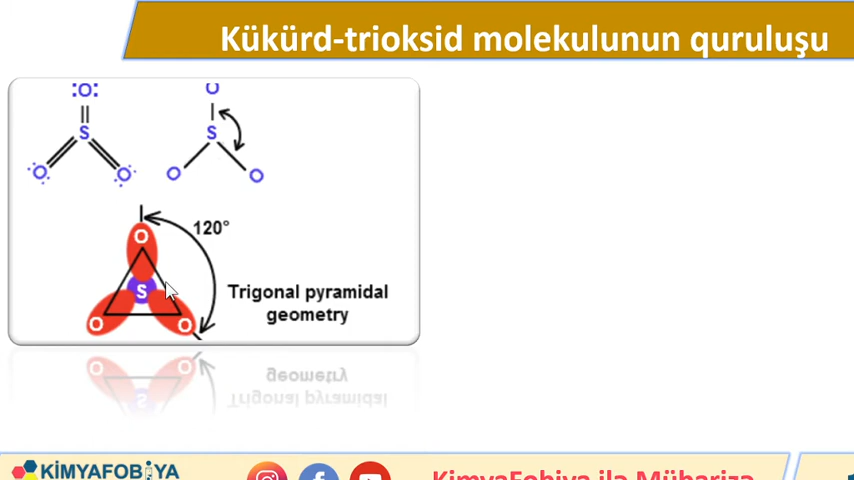 Kükürd-trioksid molekulunun quruluşu
:O: O
S S
O O O O
120°
O
S
O O
Trigonal pyramidal
geometry
KİMYAFOBİYA
KimyaFobiya ilə Mübarizə